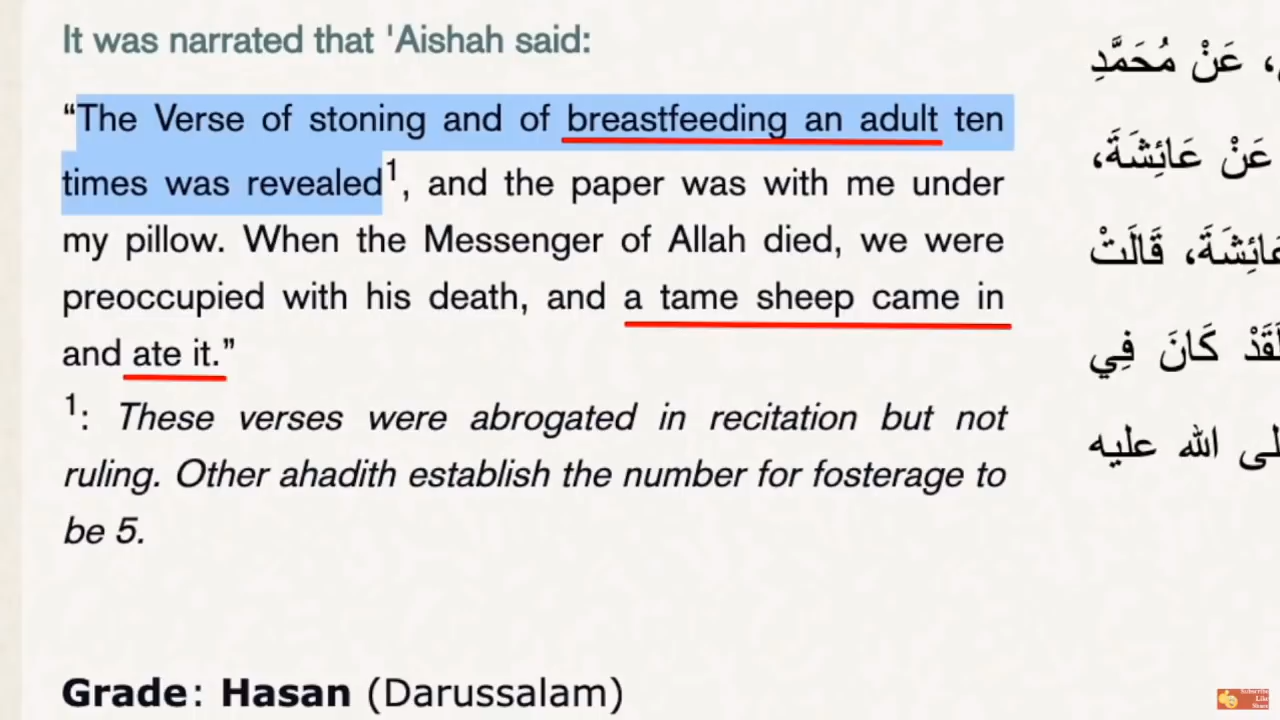 It was narrated that 'Aishah said:
“The Verse of stoning and of breastfeeding an adult ten
times was revealed1, and the paper was with me under
my pillow. When the Messenger of Allah died, we were
preoccupied with his death, and a tame sheep came in
and ate it.”
1: These verses were abrogated in recitation but not
ruling. Other ahadith establish the number for fosterage to
be 5.
Grade: Hasan (Darussalam)
، عَنْ مُحَمَّدِ
عَنْ عَائِشَةَ،
عَائِشَةَ، قَالَتْ
لَقَدْ كَانَ فِي
الله عليه
Subscribe
Like
Share